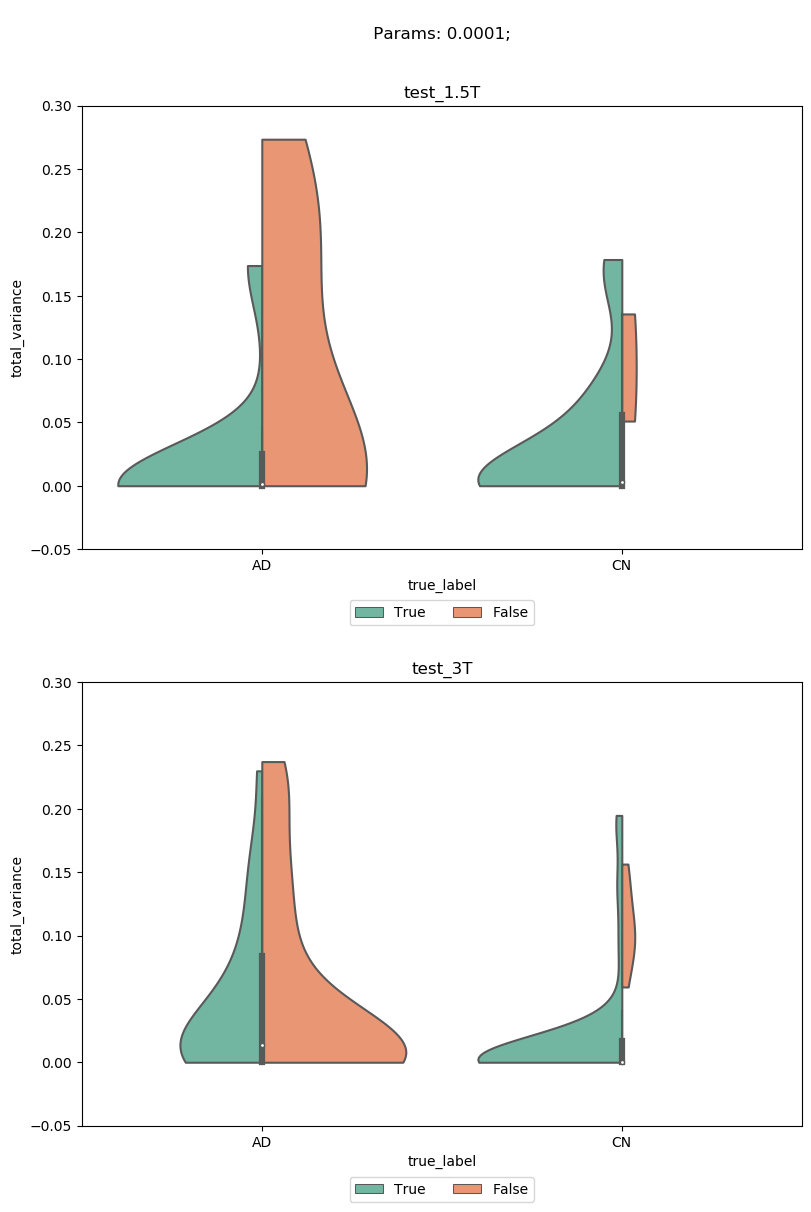 Params: 0.0001;
test_1.5T
0.30
0.25
0.20
0.15
0.10
0.05
0.00
−0.05
total_variance
AD CN
true_label
True False
test_3T
0.30
0.25
0.20
0.15
0.10
0.05
0.00
−0.05
total_variance
AD CN
true_label
True False